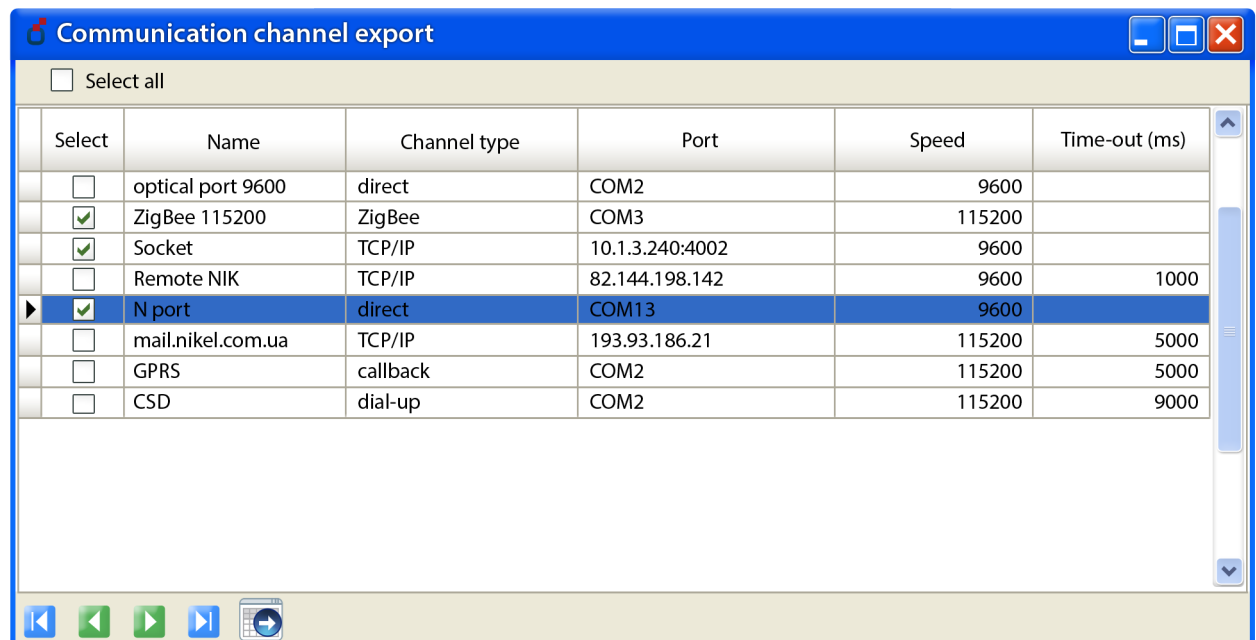 Communication channel export
Select all
Select Name Channel type Port Speed Time-out (ms)
optical port 9600 direct COM2 9600
ZigBee 115200 ZigBee COM3 115200
Socket TCP/IP 10.1.3.240:4002 9600
Remote NIK TCP/IP 82.144.198.142 9600 1000
N port direct COM13 9600
mail.nikel.com.ua TCP/IP 193.93.186.21 115200 5000
GPRS callback COM2 115200 5000
CSD dial-up COM2 115200 9000